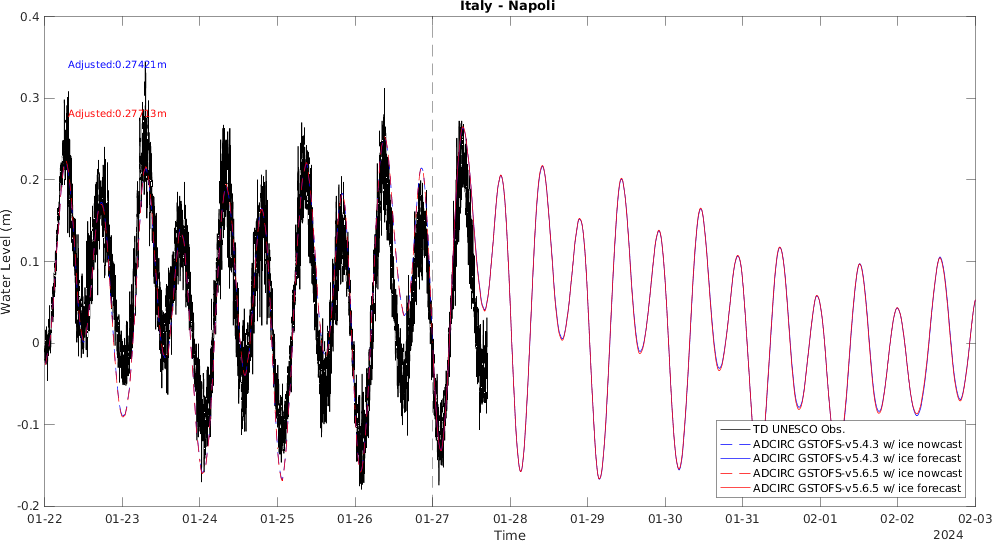 Italy - Napoli
0.4
0.3
0.2
0.1
0
-0.1
-0.2
Water Level (m)
Adjusted:0.27421m
01-22
01-23
01-24
01-25
01-26
01-27
01-28
01-29
01-30
01-31
02-01
02-02
02-03
Time
2024
TD UNESCO Obs.
ADCIRC GSTOFS-v5.4.3 w/ ice nowcast
ADCIRC GSTOFS-v5.4.3 w/ ice forecast
ADCIRC GSTOFS-v5.6.5 w/ ice nowcast
ADCIRC GSTOFS-v5.6.5 w/ ice forecast